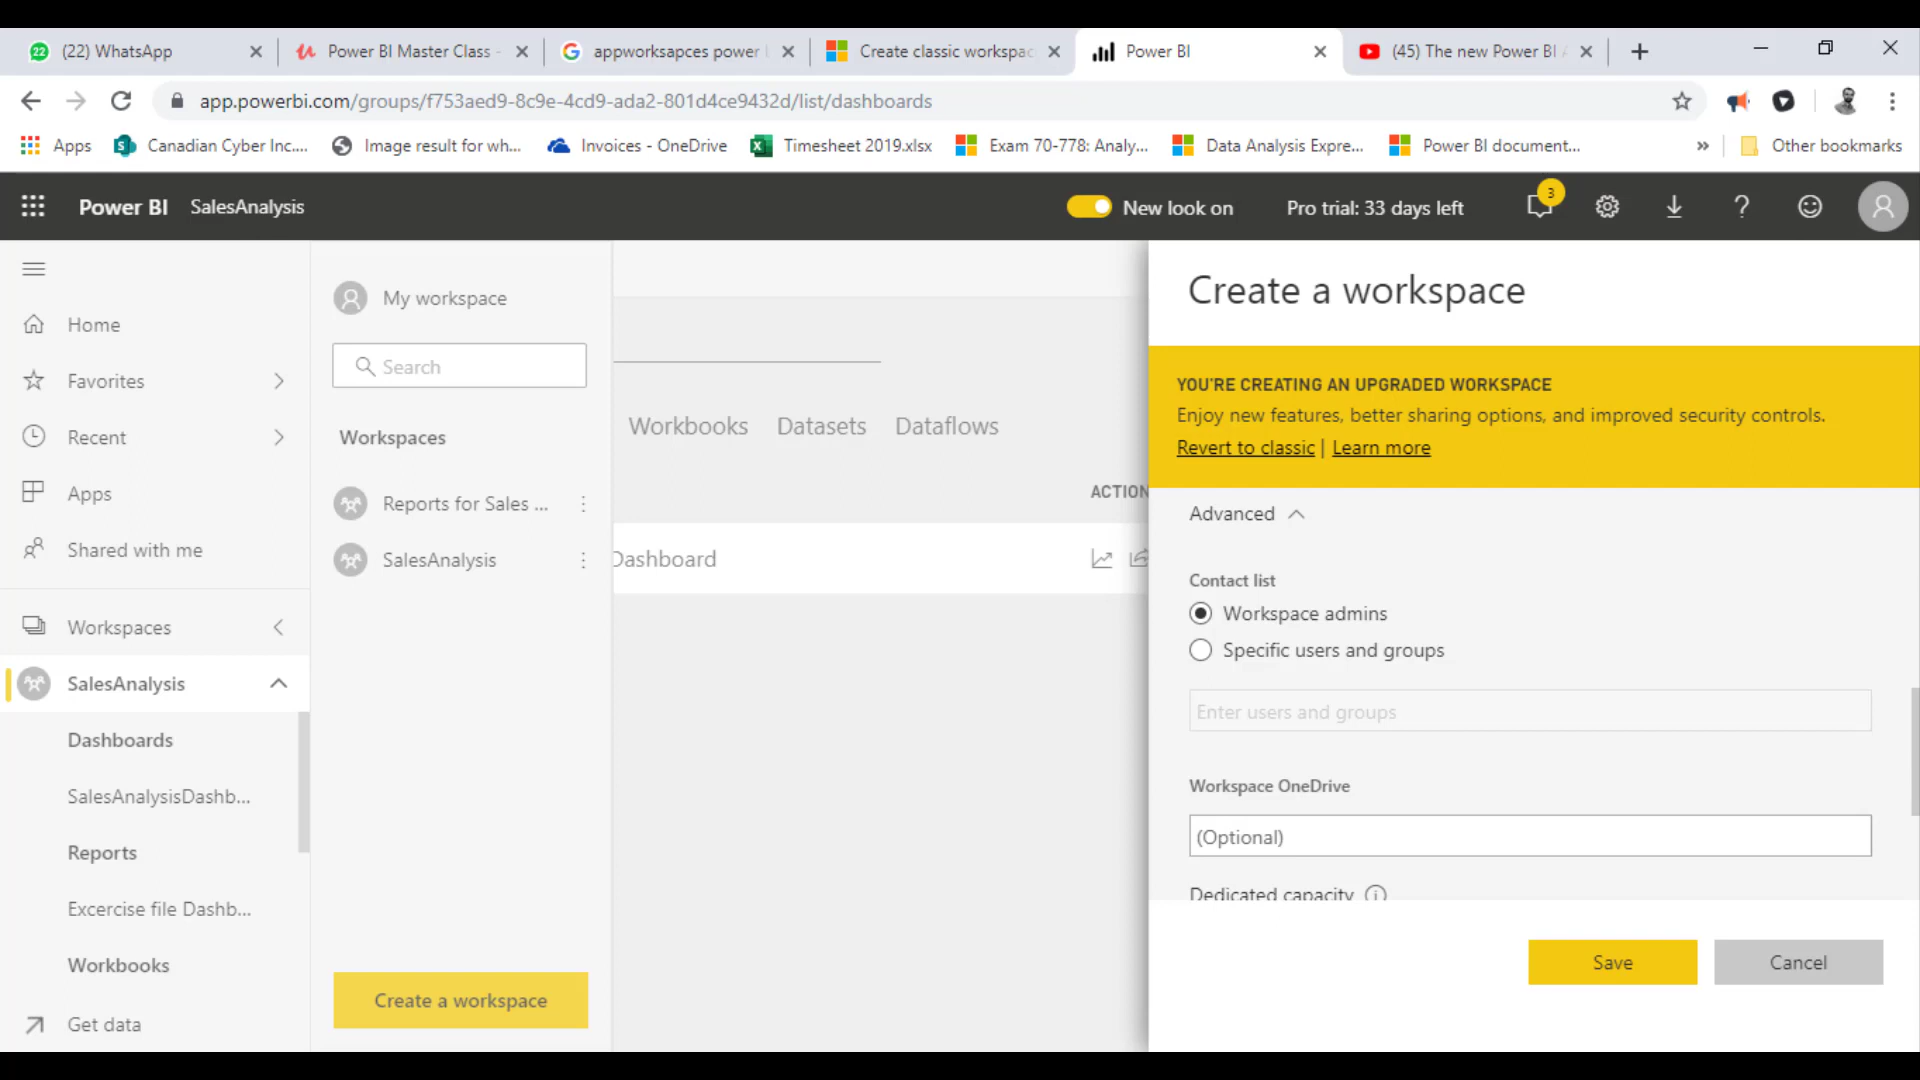 22 (22) WhatsApp
Power BI Master Class -
appworksapces power
Create classic workspac
Power BI
(45) The new Power BI
app.powerbi.com/groups/f753aed9-8c9e-4cd9-ada2-801d4ce9432d/list/dashboards
Apps
Canadian Cyber Inc....
Image result for wh...
Invoices - OneDrive
Timesheet 2019.xlsx
Exam 70-778: Analy...
Data Analysis Expre...
Power BI document...
»
Other bookmarks
Power BI SalesAnalysis
New look on
Pro trial: 33 days left
3
?
Home
Favorites
Recent
Apps
Shared with me
Workspaces
SalesAnalysis
Dashboards
SalesAnalysisDashb...
Reports
Excercise file Dashb...
Workbooks
Get data
My workspace
Search
Workspaces
Reports for Sales ...
SalesAnalysis
Create a workspace
Workbooks Datasets Dataflows
ACTION
Dashboard
Create a workspace
YOU'RE CREATING AN UPGRADED WORKSPACE
Enjoy new features, better sharing options, and improved security controls.
Revert to classic | Learn more
Advanced
Contact list
Workspace admins
Specific users and groups
Enter users and groups
Workspace OneDrive
(Optional)
Dedicated capacity
Save Cancel